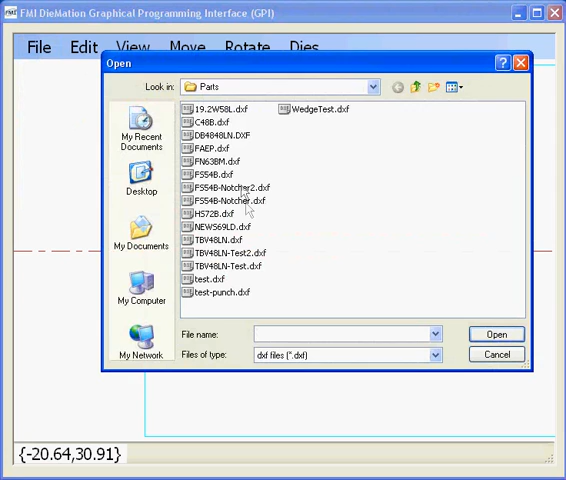 FMI DieMation Graphical Programming Interface (GPI)
File Edit View Move Rotate Dies
Open
Look in: Parts
My Recent
Documents
Desktop
My Documents
My Computer
My Network
19.2W58L.dxf
C48B.dxf
DB4848LN.DXF
FAEP.dxf
FN63BM.dxf
FS54B.dxf
FS54B-Notcher2.dxf
FS54B-Notcher.dxf
HS72B.dxf
NEWS69LD.dxf
TBV48LN.dxf
TBV48LN-Test2.dxf
TBV48LN-Test.dxf
test.dxf
test-punch.dxf
WedgeTest.dxf
File name:
Open
Files of type: dxf files (*.dxf)
Cancel
{-20.64,30.91}